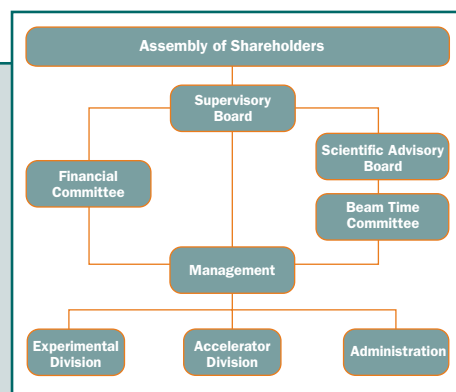 Assembly of Shareholders
Supervisory
Board
Financial
Committee
Scientific Advisory
Board
Beam Time
Committee
Management
Experimental
Division
Accelerator
Division
Administration